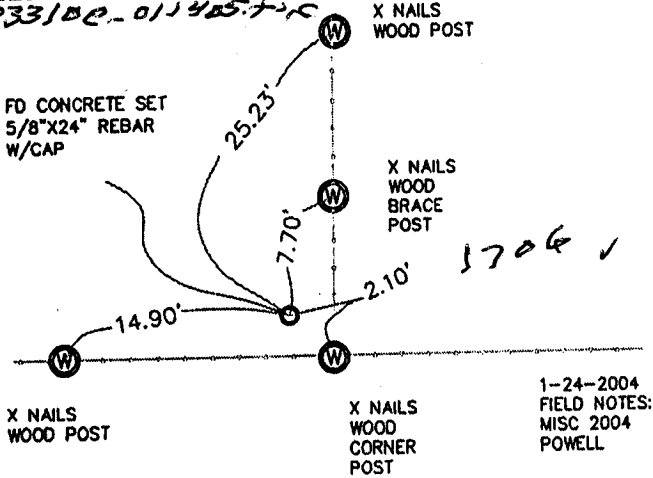 X NAILS
WOOD POST
W
FD CONCRETE SET
5/8"X24" REBAR
W/CAP
25.23'
X NAILS
WOOD
BRACE
POST
W
7.70'
2.10'
1706 ✓
14.90'
W
W
X NAILS
WOOD POST
X NAILS
WOOD
CORNER
POST
1-24-2004
FIELD NOTES:
MISC 2004
POWELL